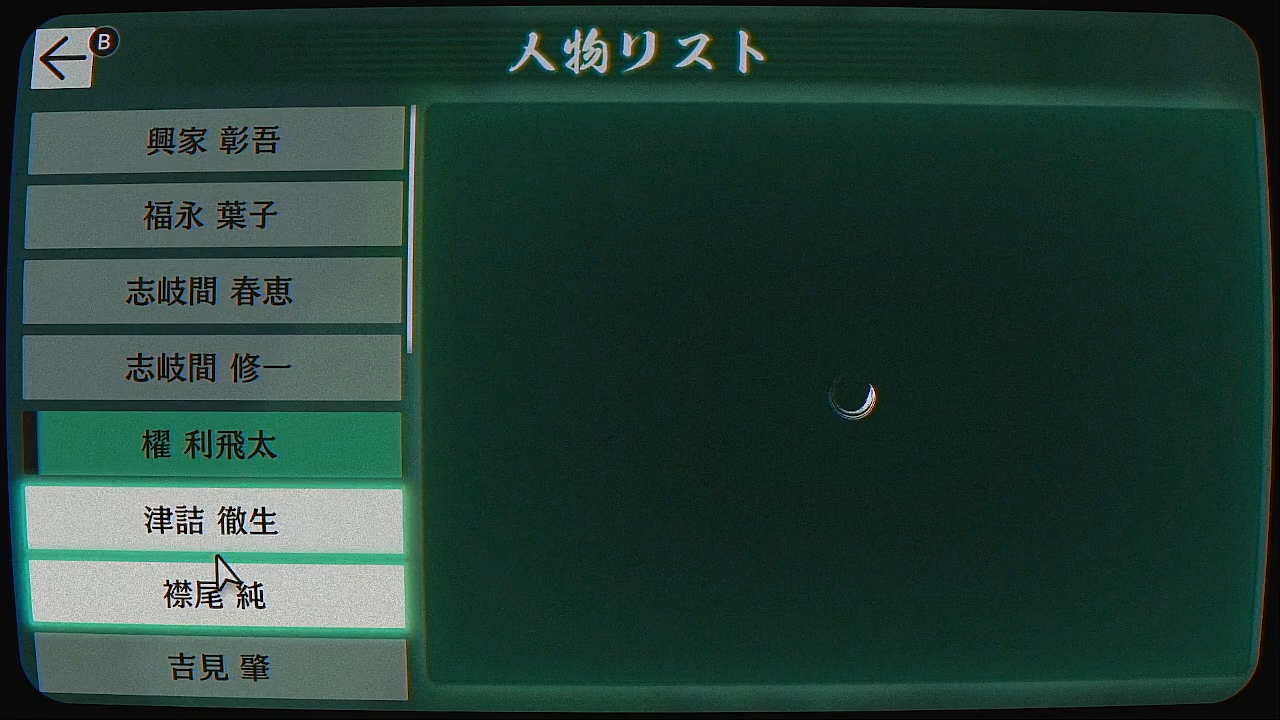 B
人物リスト
興家 彰吾
福永 葉子
志岐間 春恵
志岐間 修一
櫂 利飛太
津詰 徹生
襟尾 純
吉見 肇